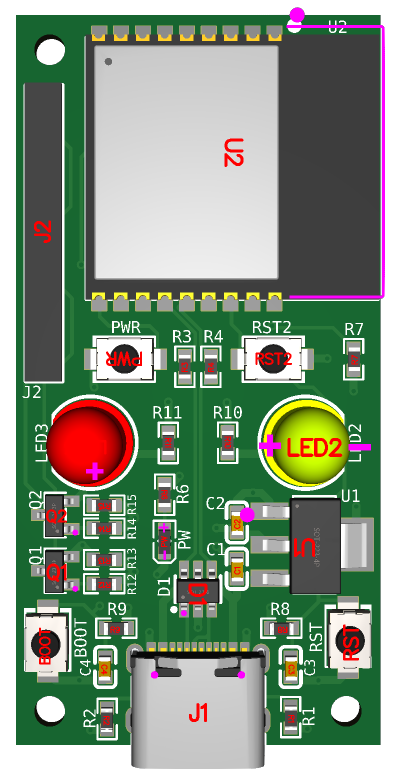 U2
U2
J2
PWR
R3
R4
RST2
R7
PWR
RST2
J2
R11
R10
LED3
LED2
LED2
R6
C2
U1
Q2
Q2
R15
R14
PW
C1
Q1
Q1
R13
R12
D1
D1
R9
R8
BOOT
BOOT
RST
RST
C4
C3
J1
R2
R1